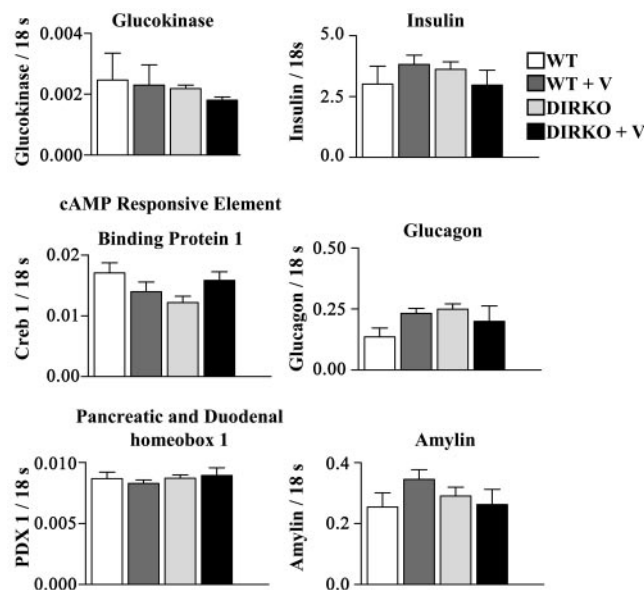 Glucokinase
Glucokinase / 18 s
0.004
0.002
0.000
Insulin
Insulin / 18s
5.0
2.5
0.0
WT
WT + V
DIRKO
DIRKO + V
cAMP Responsive Element
Binding Protein 1
Creb 1 / 18 s
0.02
0.01
0.00
Glucagon
Glucagon / 18 s
0.50
0.25
0.00
Pancreatic and Duodenal
homeobox 1
PDX 1 / 18 s
0.010
0.005
0.000
Amylin
Amylin / 18 s
0.4
0.2
0.0